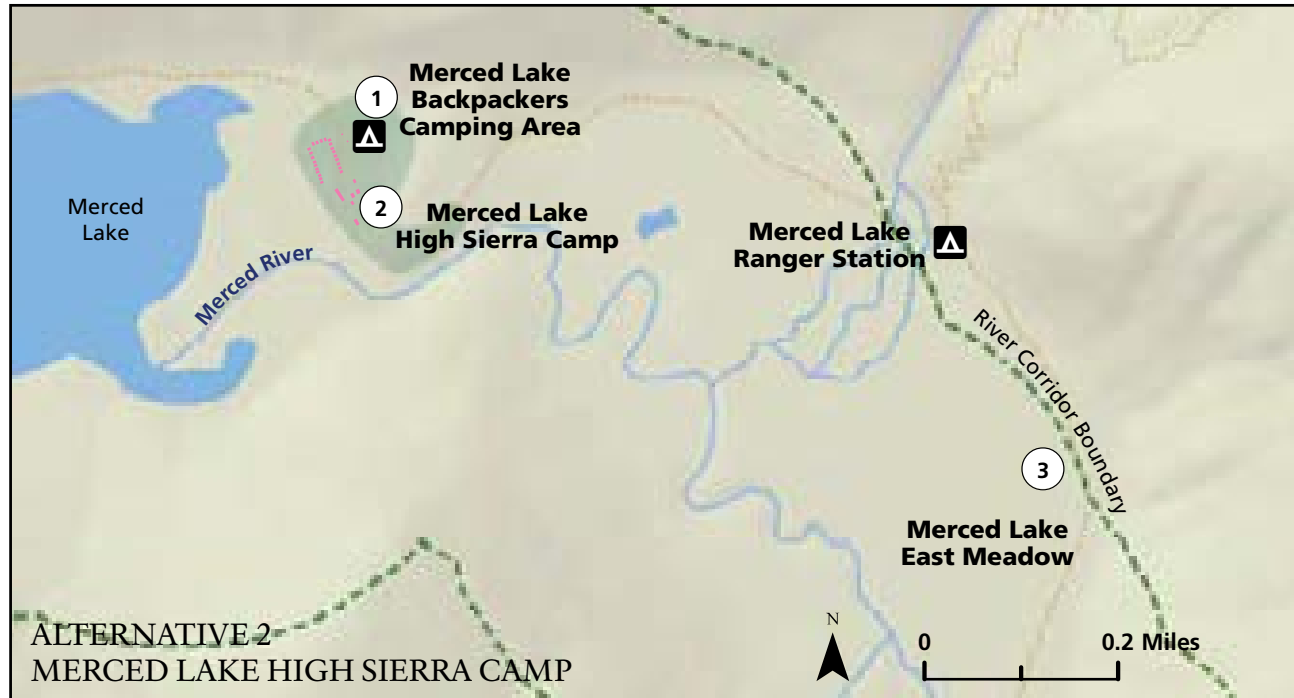 1
Merced Lake
Backpackers
Camping Area
Merced
Lake
2
Merced Lake
High Sierra Camp
Merced River
Merced Lake
Ranger Station
River Corridor Boundary
3
Merced Lake
East Meadow
ALTERNATIVE 2
MERCED LAKE HIGH SIERRA CAMP
N
0
0.2 Miles